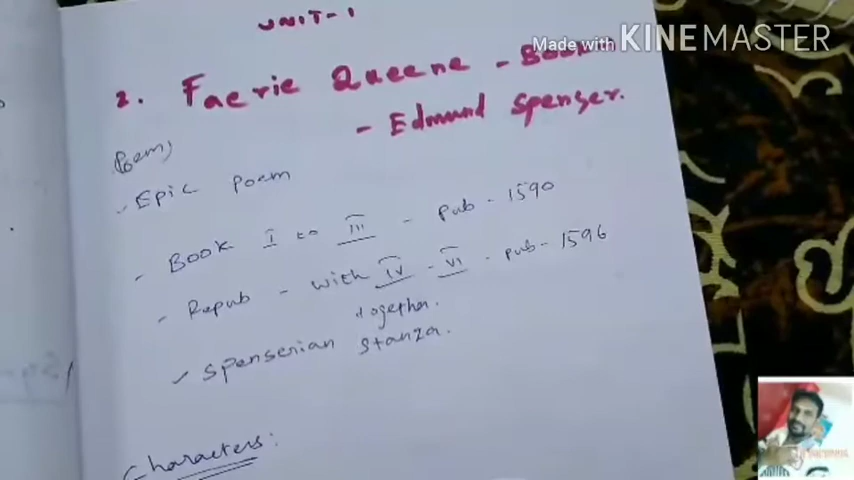 UNIT-1
Made with KINEMASTER
2. Faerie Queene -
- Edmund Spenser.
Poem)
Epic Poem
- Book I to III - pub - 1590
- Repub - with IV - VI - pub - 1596
together.
Spenserian Stanza.
Characters: